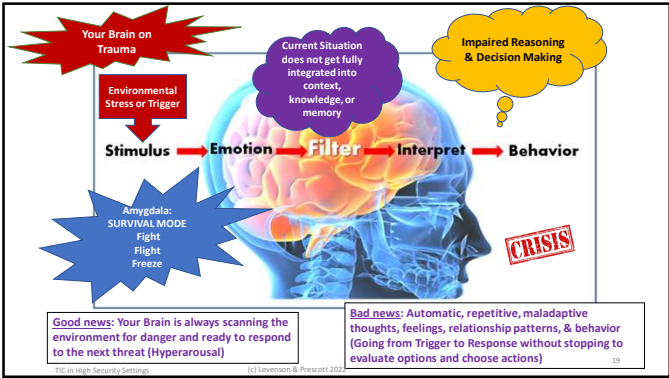 Your Brain on
Trauma
Current Situation
does not get fully
integrated into
context,
knowledge, or
memory
Impaired Reasoning
& Decision Making
Environmental
Stress or Trigger
Stimulus Emotion Filter Interpret Behavior
Amygdala:
SURVIVAL MODE
Fight
Flight
Freeze
CRISIS
Good news: Your Brain is always scanning the
environment for danger and ready to respond
to the next threat (Hyperarousal)
Bad news: Automatic, repetitive, maladaptive
thoughts, feelings, relationship patterns, & behavior
(Going from Trigger to Response without stopping to
evaluate options and choose actions)
TIC in High Security Settings
(c) Levenson & Prescott
19